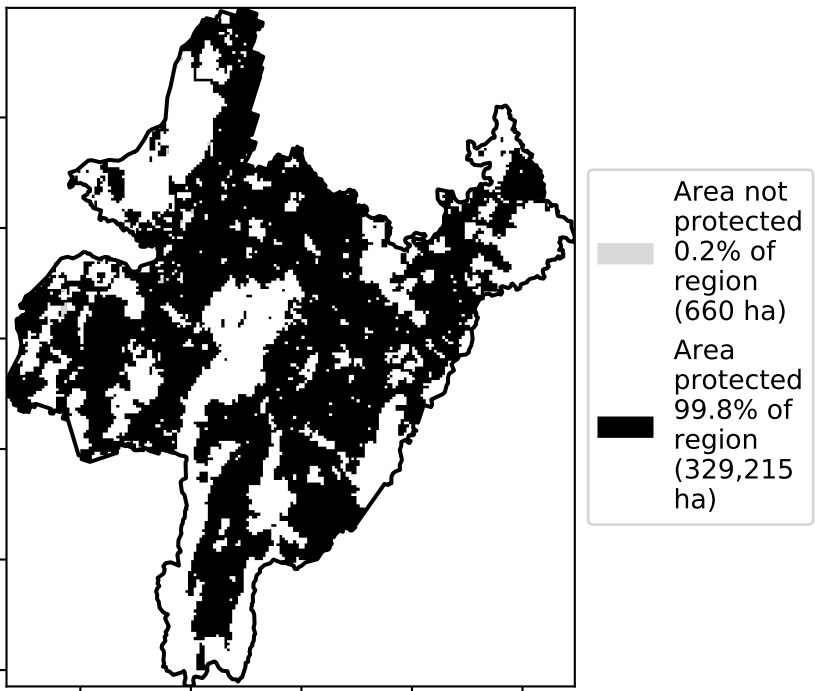 Area not
protected
0.2% of
region
(660 ha)
Area
protected
99.8% of
region
(329,215
ha)